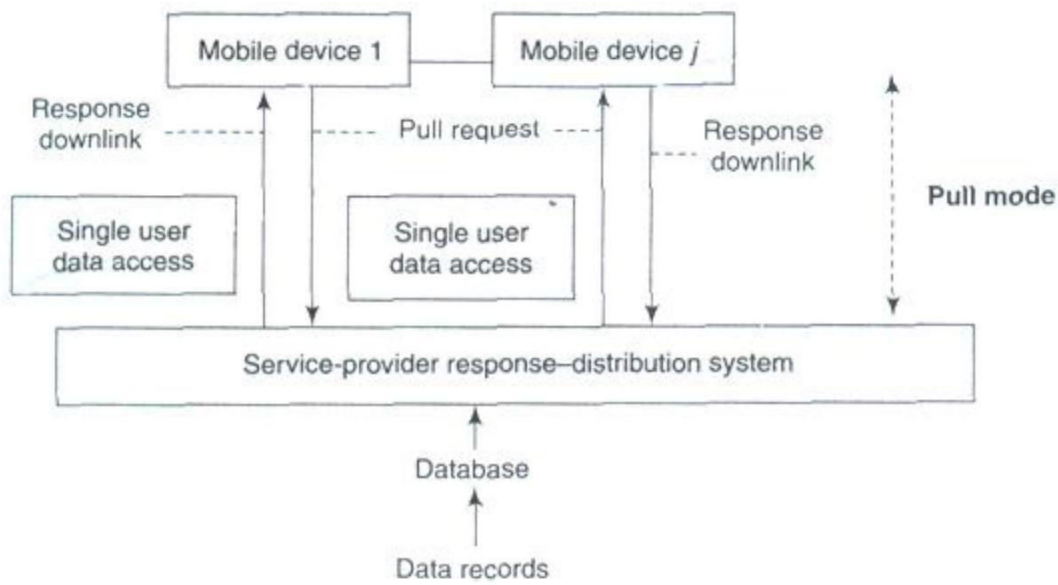 Mobile device 1
Mobile device j
Response
downlink
Pull request
Response
downlink
Pull mode
Single user
data access
Single user
data access
Service-provider response–distribution system
Database
Data records